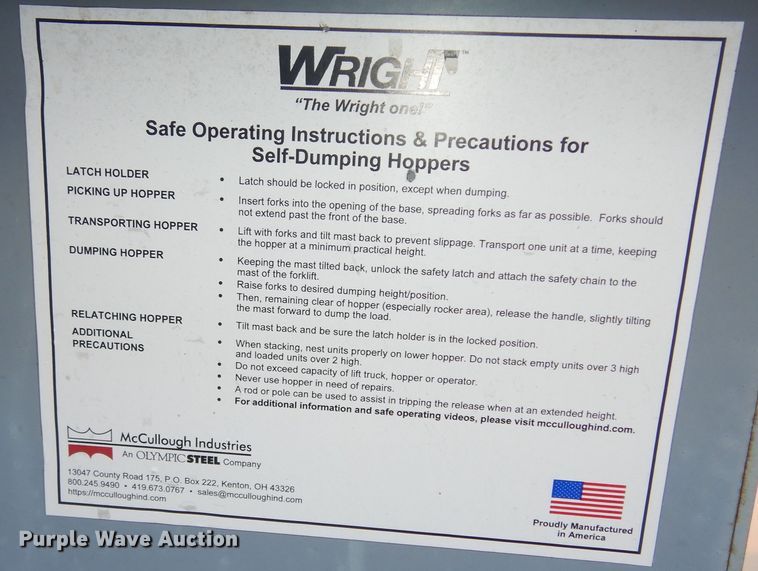 WRIGHT™
"The Wright one!"
Safe Operating Instructions & Precautions for
Self-Dumping Hoppers
LATCH HOLDER
• Latch should be locked in position, except when dumping.
PICKING UP HOPPER
• Insert forks into the opening of the base, spreading forks as far as possible. Forks should
not extend past the front of the base.
TRANSPORTING HOPPER
• Lift with forks and tilt mast back to prevent slippage. Transport one unit at a time, keeping
the hopper at a minimum practical height.
DUMPING HOPPER
• Keeping the mast tilted back, unlock the safety latch and attach the safety chain to the
mast of the forklift.
• Raise forks to desired dumping height/position.
• Then, remaining clear of hopper (especially rocker area), release the handle, slightly tilting
the mast forward to dump the load.
RELATCHING HOPPER
• Tilt mast back and be sure the latch holder is in the locked position.
ADDITIONAL
PRECAUTIONS
• When stacking, nest units properly on lower hopper. Do not stack empty units over 3 high
and loaded units over 2 high.
• Do not exceed capacity of lift truck, hopper or operator.
• Never use hopper in need of repairs.
• A rod or pole can be used to assist in tripping the release when at an extended height.
• For additional information and safe operating videos, please visit mcculloughind.com.
McCullough Industries
An OLYMPIC STEEL Company
13047 County Road 175, P.O. Box 222, Kenton, OH 43326
800.245.9490 • 419.673.0767 • sales@mcculloughind.com
https://mcculloughind.com
Proudly Manufactured
in America
Purple Wave Auction